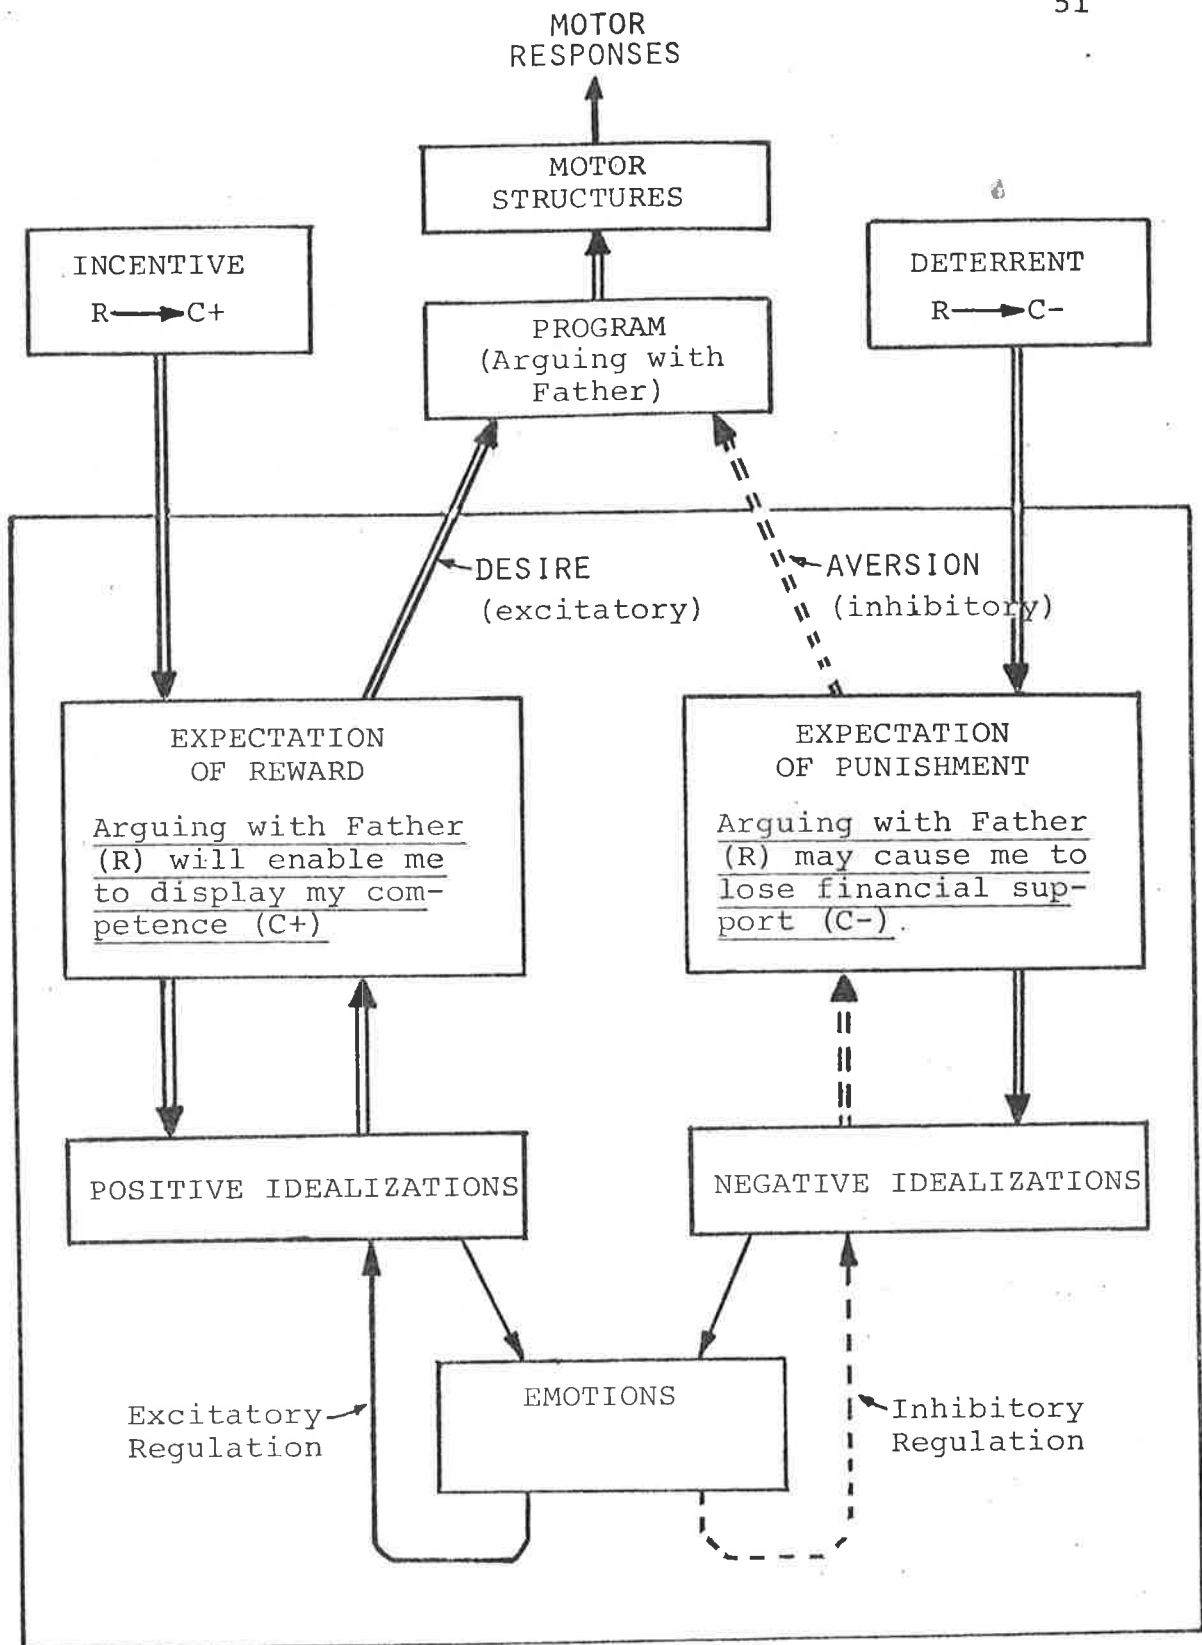 51
MOTOR
RESPONSES
MOTOR
STRUCTURES
INCENTIVE
R→C+
DETERRENT
R→C-
PROGRAM
(Arguing with
Father)
DESIRE
(excitatory)
AVERSION
(inhibitory)
EXPECTATION
OF REWARD
Arguing with Father
(R) will enable me
to display my com-
petence (C+)
EXPECTATION
OF PUNISHMENT
Arguing with Father
(R) may cause me to
lose financial sup-
port (C-).
POSITIVE IDEALIZATIONS
NEGATIVE IDEALIZATIONS
EMOTIONS
Excitatory
Regulation
Inhibitory
Regulation